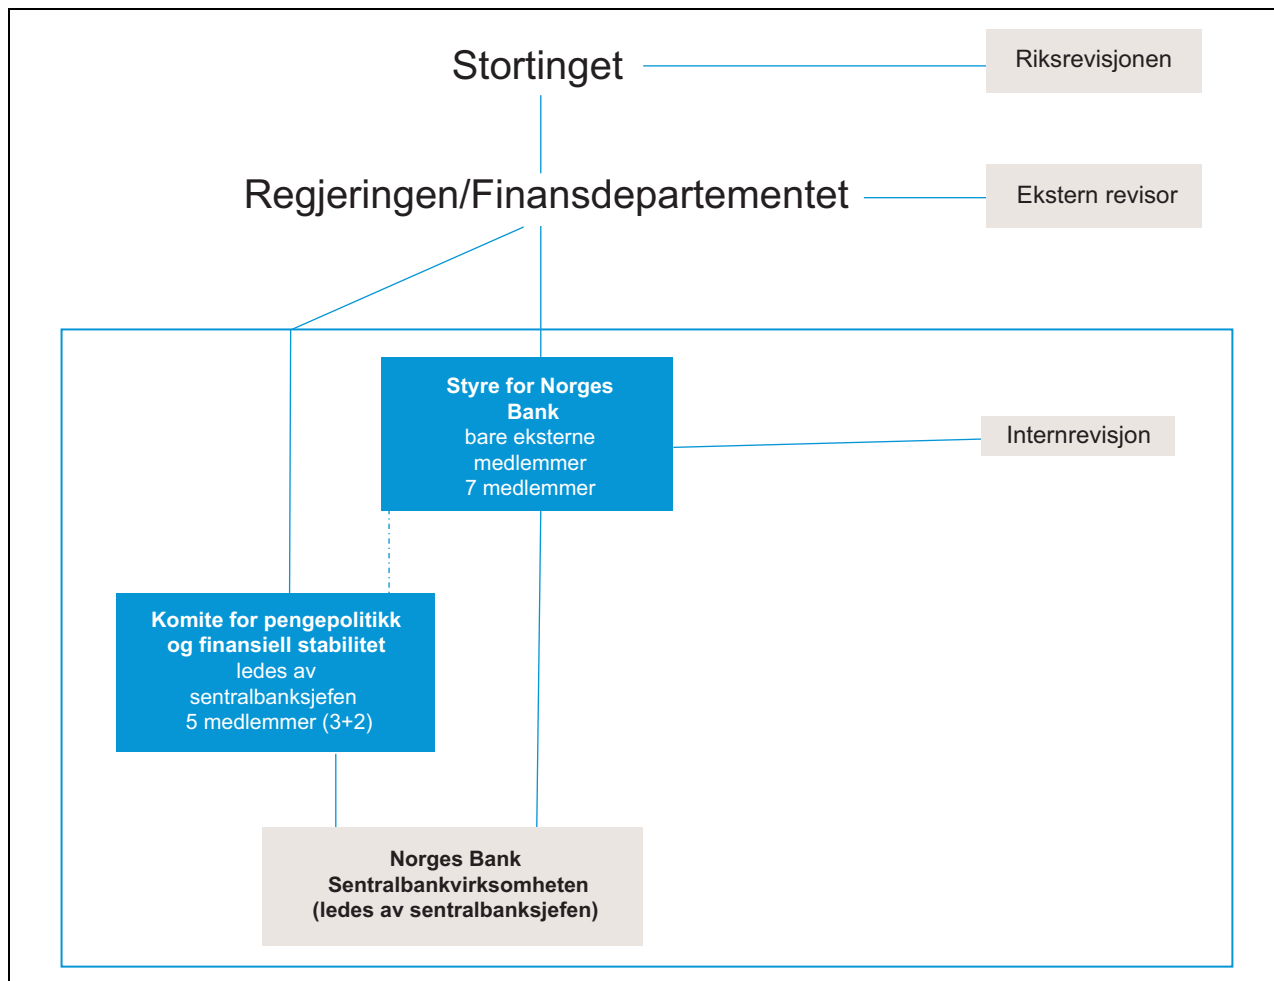 Stortinget
Riksrevisjonen
Regjeringen/Finansdepartementet
Ekstern revisor
Styre for Norges
Bank
bare eksterne
medlemmer
7 medlemmer
Internrevisjon
Komite for pengepolitikk
og finansiell stabilitet
ledes av
sentralbanksjefen
5 medlemmer (3+2)
Norges Bank
Sentralbankvirksomheten
(ledes av sentralbanksjefen)